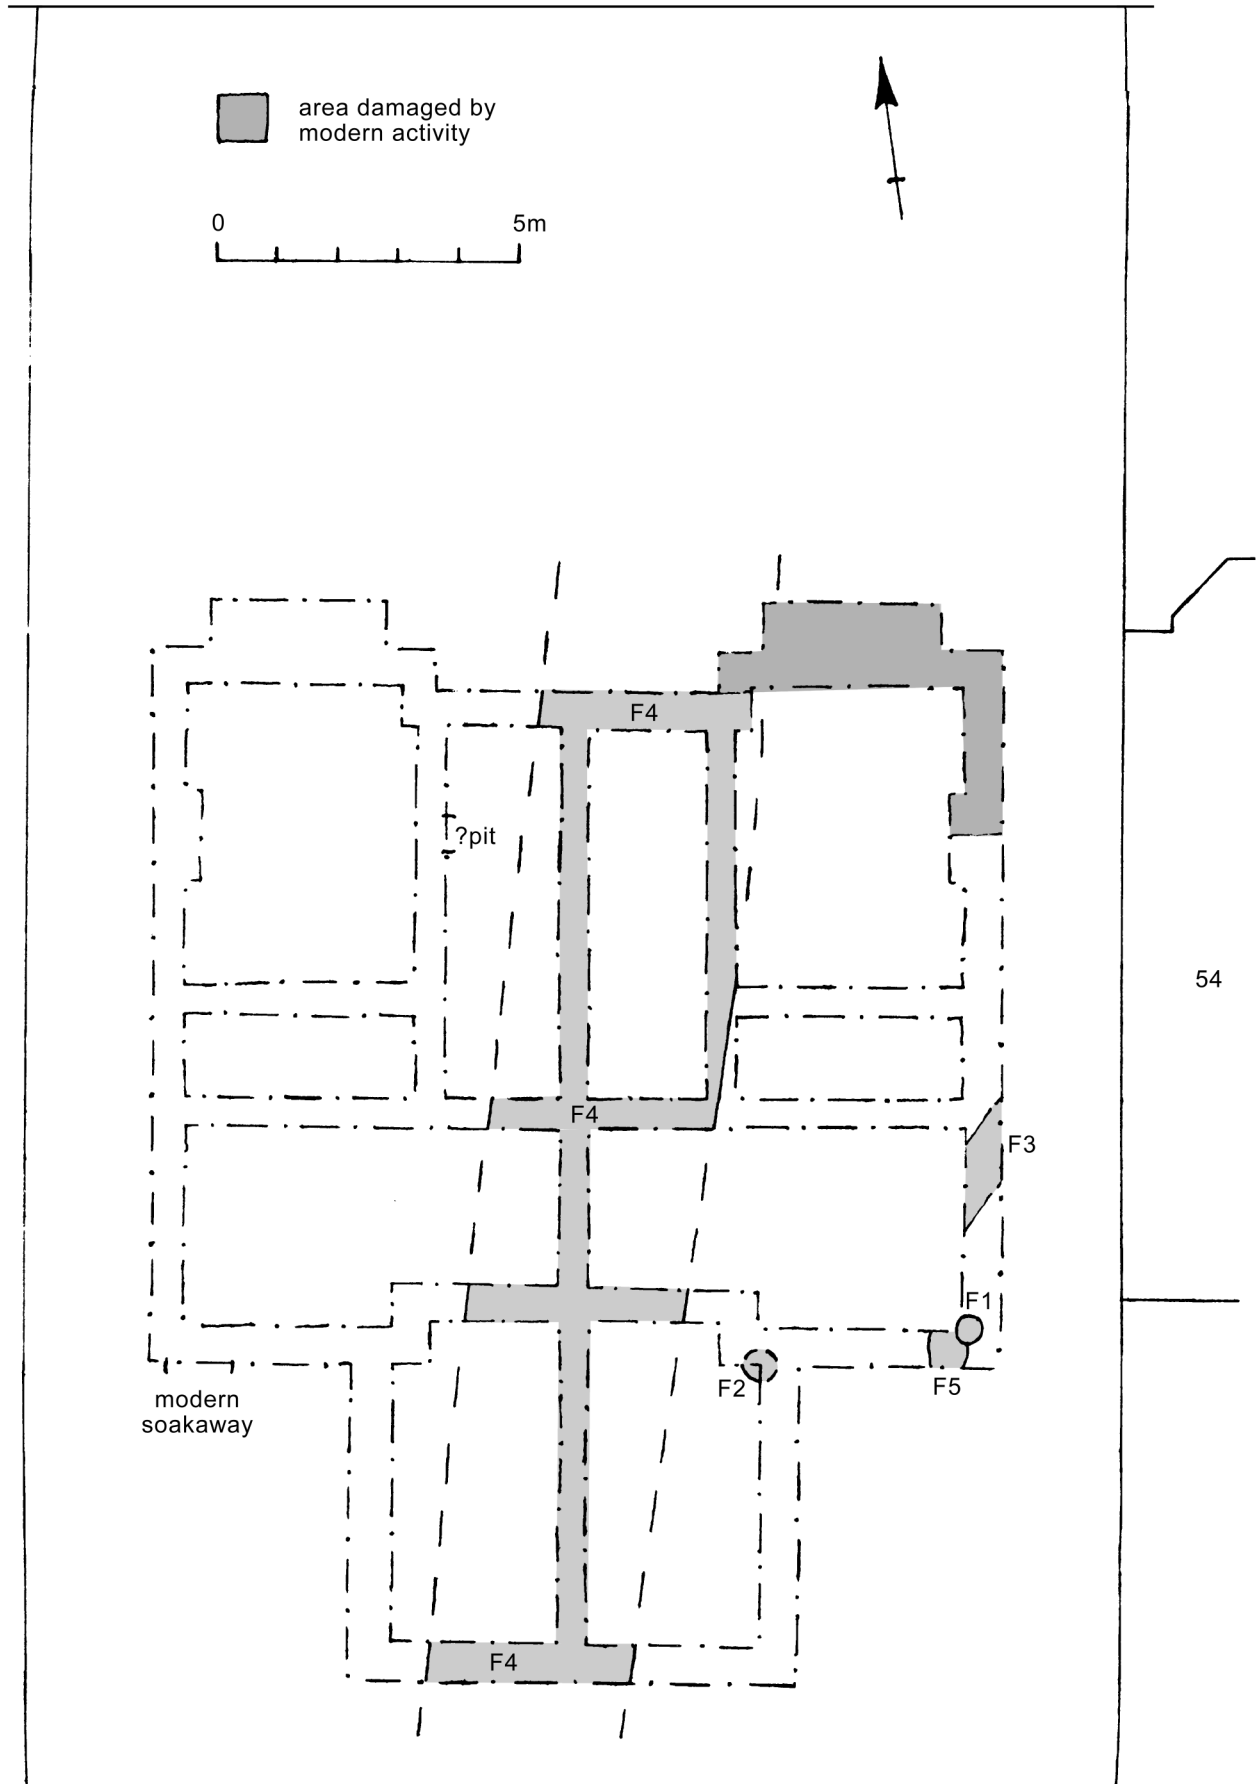 area damaged by
modern activity
0 5m
F4
?pit
54
F4
F3
F1
F2
F5
modern
soakaway
F4